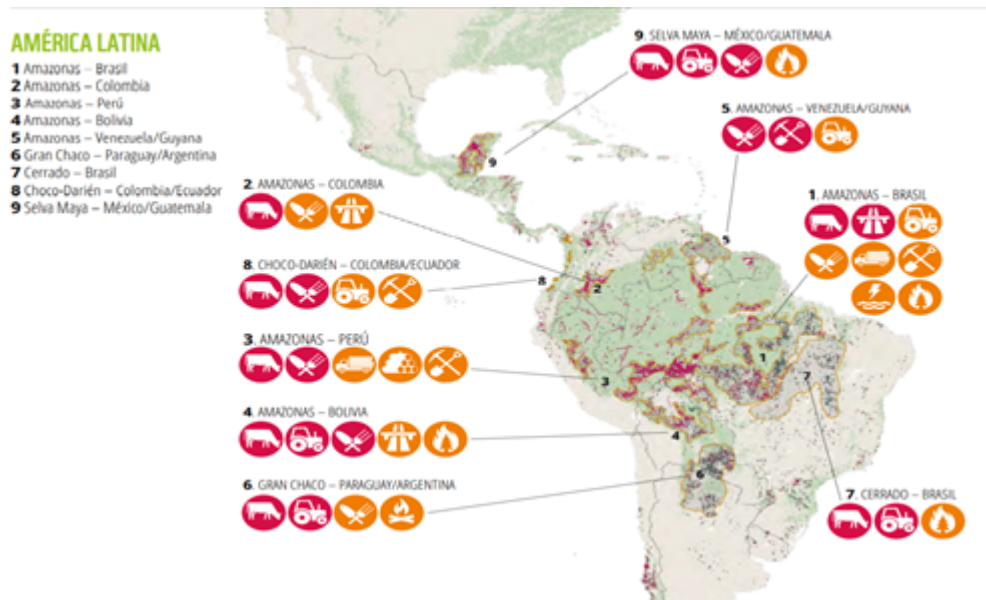 AMÉRICA LATINA
1 Amazonas – Brasil
2 Amazonas – Colombia
3 Amazonas – Perú
4 Amazonas – Bolivia
5 Amazonas – Venezuela/Guyana
6 Gran Chaco – Paraguay/Argentina
7 Cerrado – Brasil
8 Choco-Darién – Colombia/Ecuador
9 Selva Maya – México/Guatemala
9. SELVA MAYA – MÉXICO/GUATEMALA
5. AMAZONAS – VENEZUELA/GUYANA
2. AMAZONAS – COLOMBIA
1. AMAZONAS – BRASIL
8. CHOCO-DARIÉN – COLOMBIA/ECUADOR
3. AMAZONAS – PERÚ
4. AMAZONAS – BOLIVIA
6. GRAN CHACO – PARAGUAY/ARGENTINA
7. CERRADO – BRASIL
9
5
8
2
1
7
3
4
6